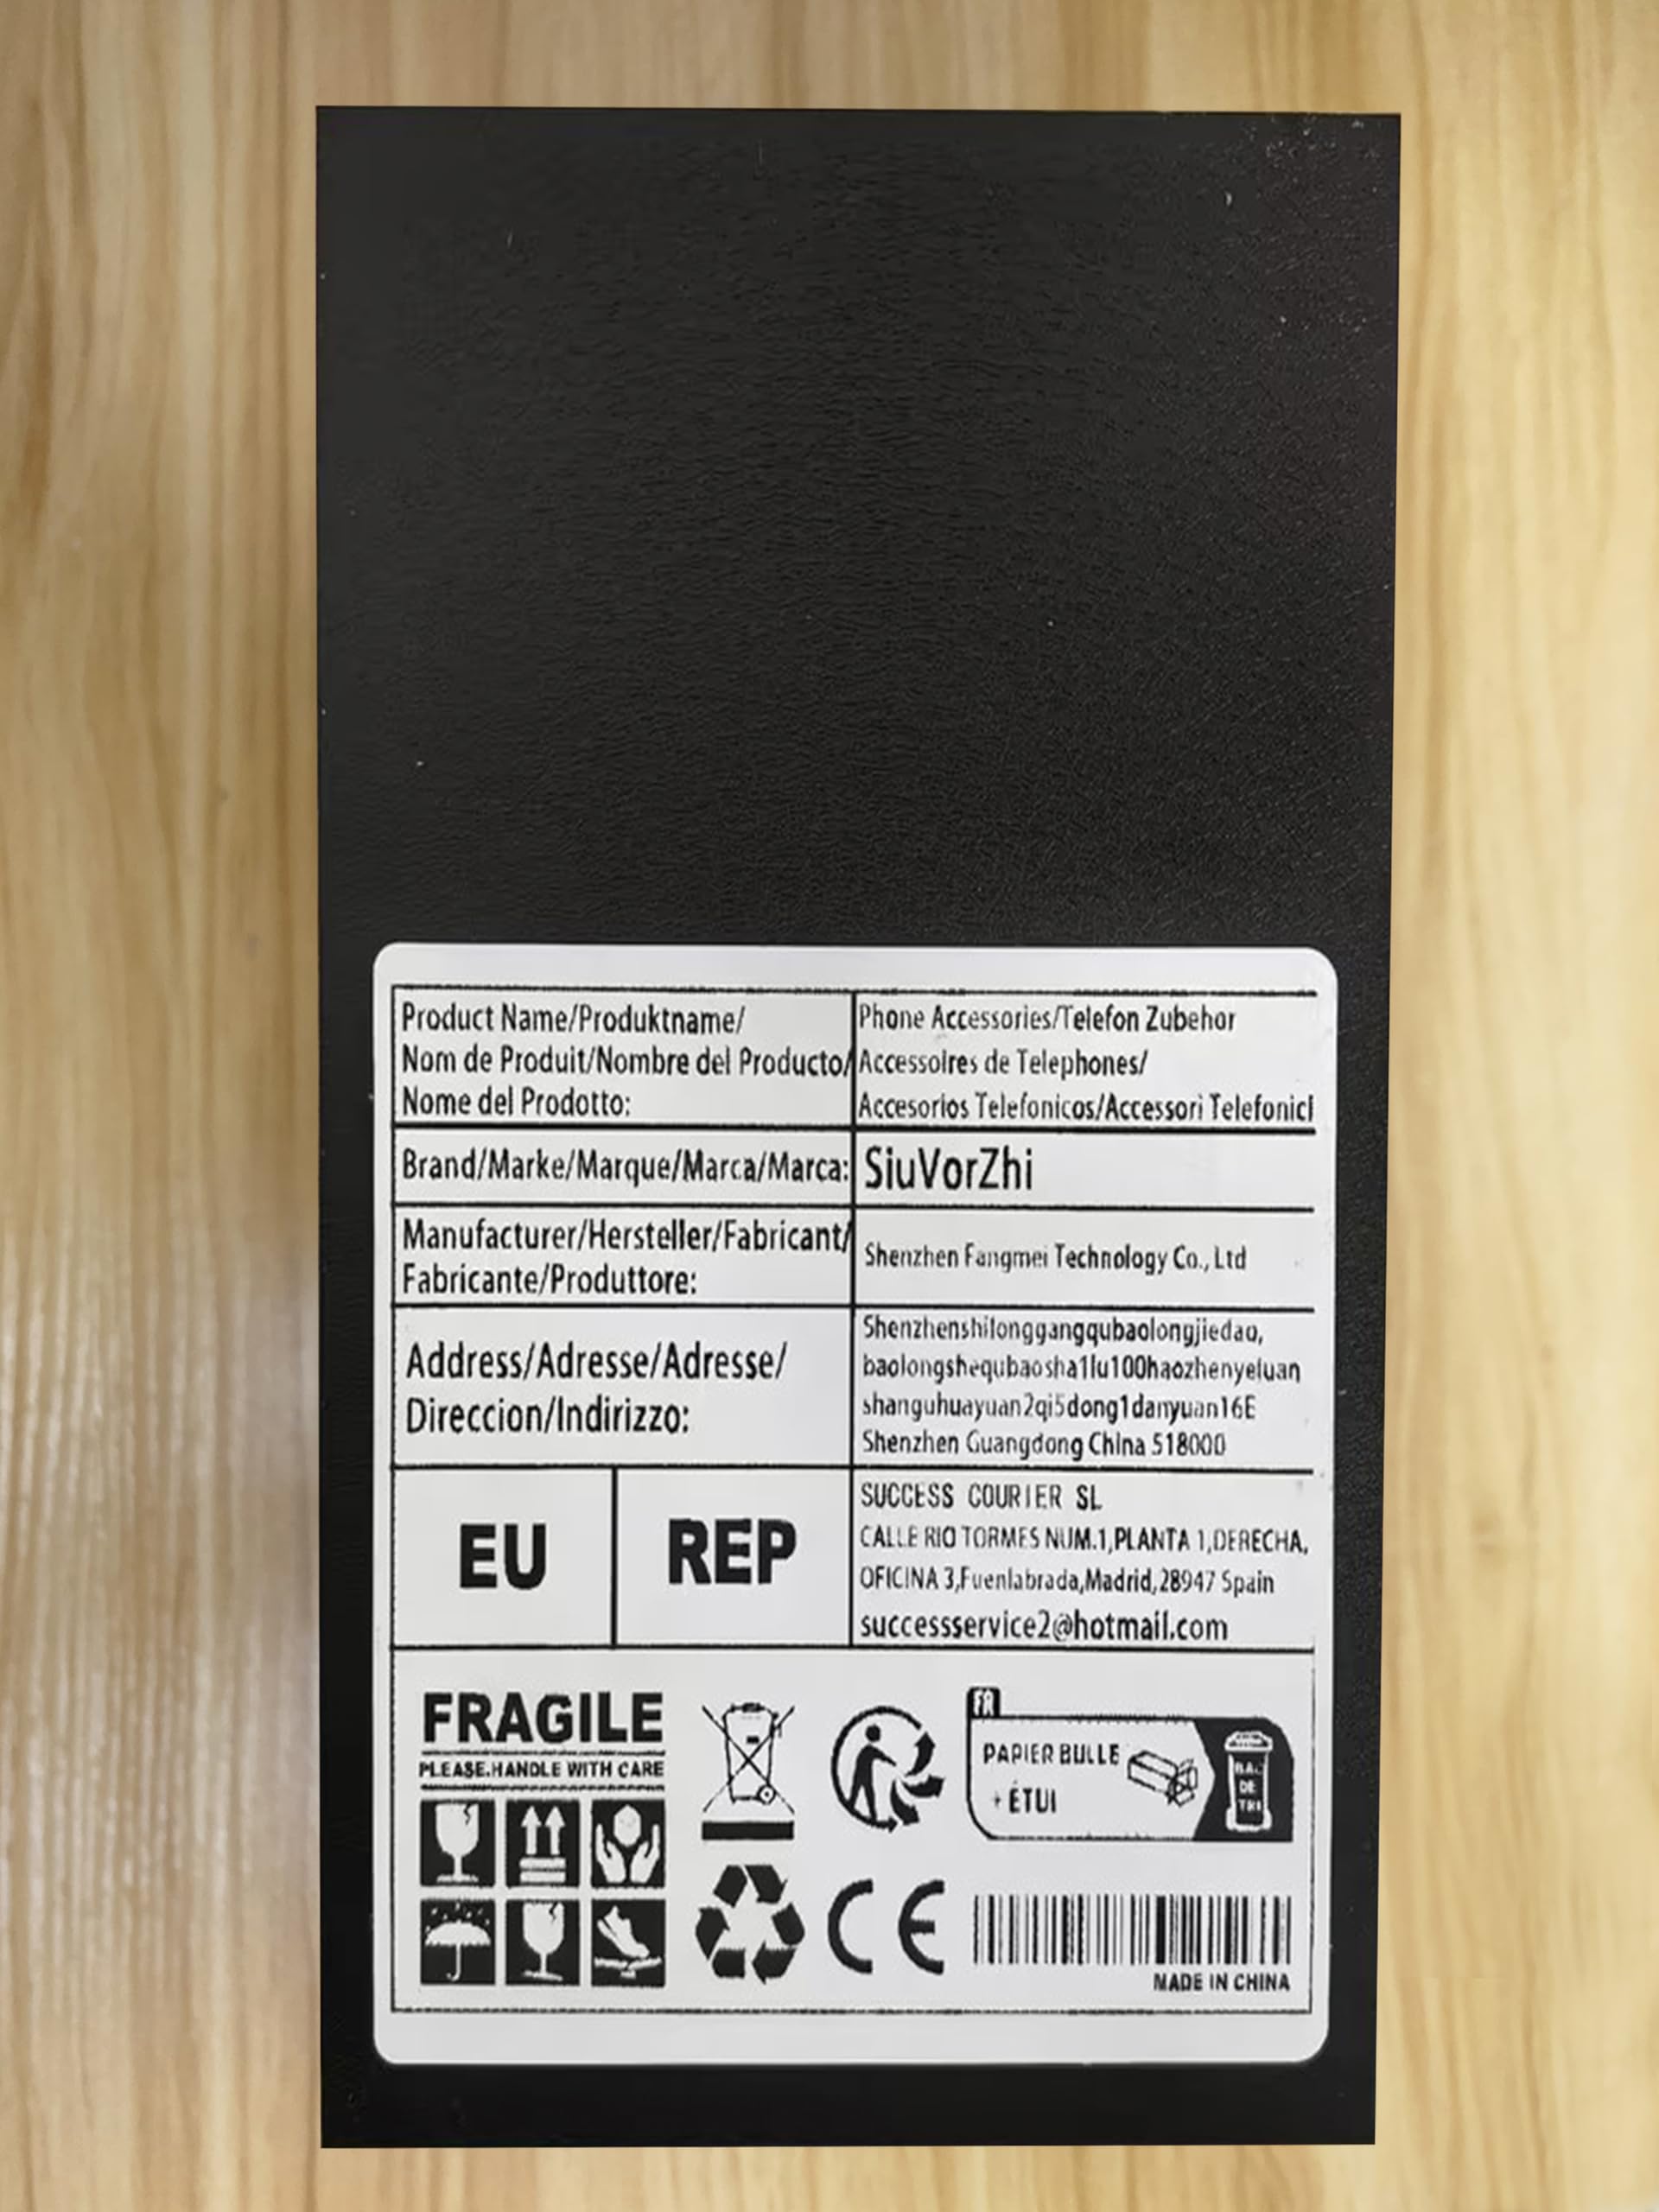 Product Name/Produktname/
Nom de Produit/Nombre del Producto/
Nome del Prodotto:
Phone Accessories/Telefon Zubehor
Accessoires de Telephones/
Accesorios Telefonicos/Accessori Telefonici
Brand/Marke/Marque/Marca/Marca:
SiuVorZhi
Manufacturer/Hersteller/Fabricant/
Fabricante/Produttore:
Shenzhen Fangmei Technology Co., Ltd
Address/Adresse/Adresse/
Direccion/Indirizzo:
Shenzhenshilonggangqubaolongjiedao,
baolongshequbaosha1lu100haozhenyeluan
shanguhuayuan2qi5dong1danyuan16E
Shenzhen Guangdong China 518000
EU
REP
SUCCESS COURIER SL
CALLE RIO TORMES NUM.1,PLANTA 1,DERECHA,
OFICINA 3,Fuenlabrada,Madrid,28947 Spain
successservice2@hotmail.com
FRAGILE
PLEASE.HANDLE WITH CARE
FR
PAPIER BULLE
+ ÉTUI
BAC
DE
TRI
CE
MADE IN CHINA